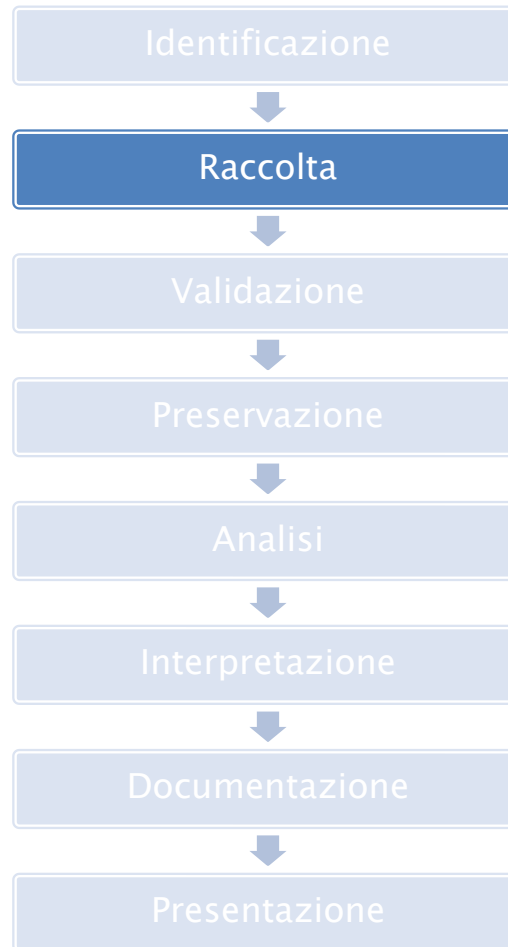 Identificazione
Raccolta
Validazione
Preservazione
Analisi
Interpretazione
Documentazione
Presentazione